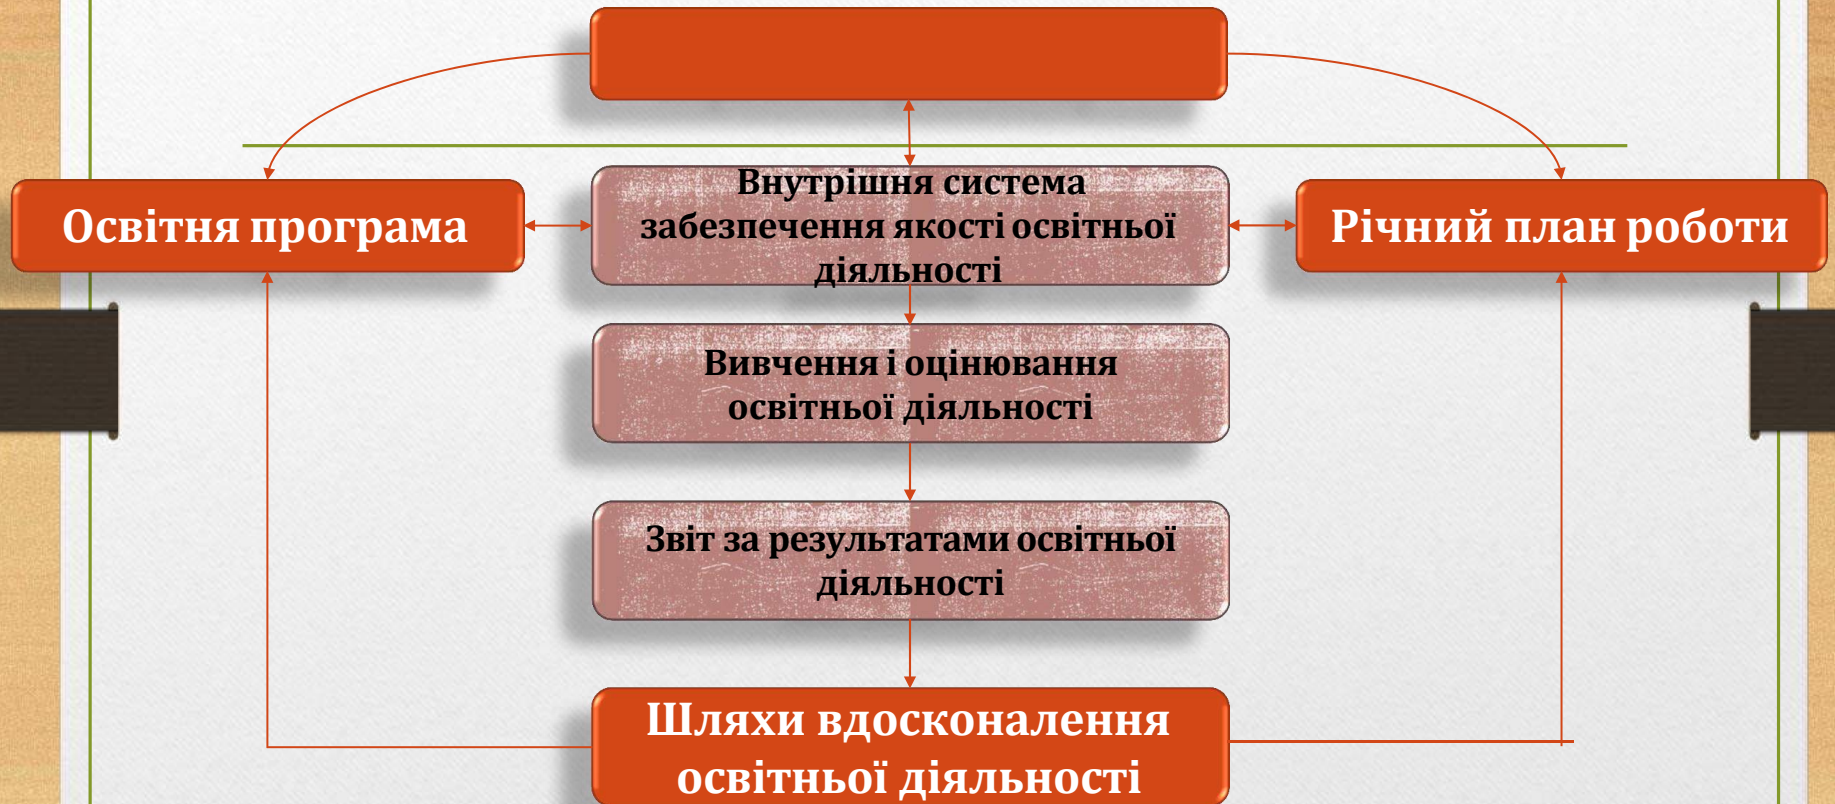 Внутрішня система
забезпечення якості освітньої
діяльності
Освітня програма
Річний план роботи
Вивчення і оцінювання
освітньої діяльності
Звіт за результатами освітньої
діяльності
Шляхи вдосконалення
освітньої діяльності